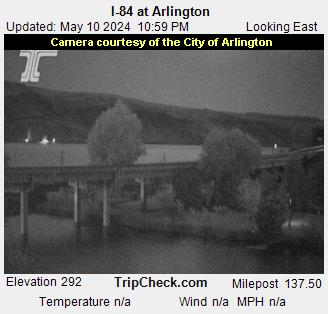 I-84 at Arlington
Updated: May 10 2024 10:59 PM Looking East
Camera courtesy of the City of Arlington
Elevation 292 TripCheck.com Milepost 137.50
Temperature n/a Wind n/a MPH n/a